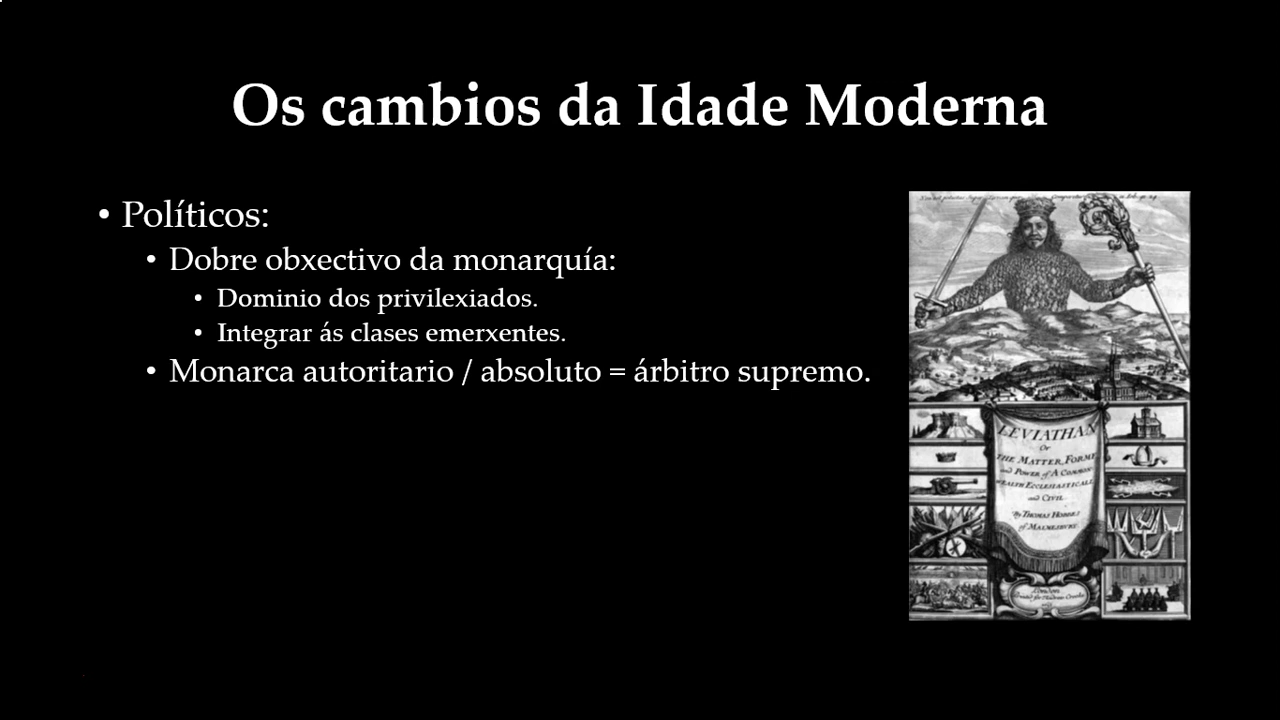 Os cambios da Idade Moderna
• Políticos:
• Dobre obxectivo da monarquía:
• Dominio dos privilexiados.
• Integrar ás clases emerxentes.
• Monarca autoritario / absoluto = árbitro supremo.
LEVIATHAN
Or
THE MATTER, FORME
and POWER of A COMMON
WEALTH ECCLESIASTICALL
and CIVIL.
By THOMAS HOBBES
of MALMESBURY.
London